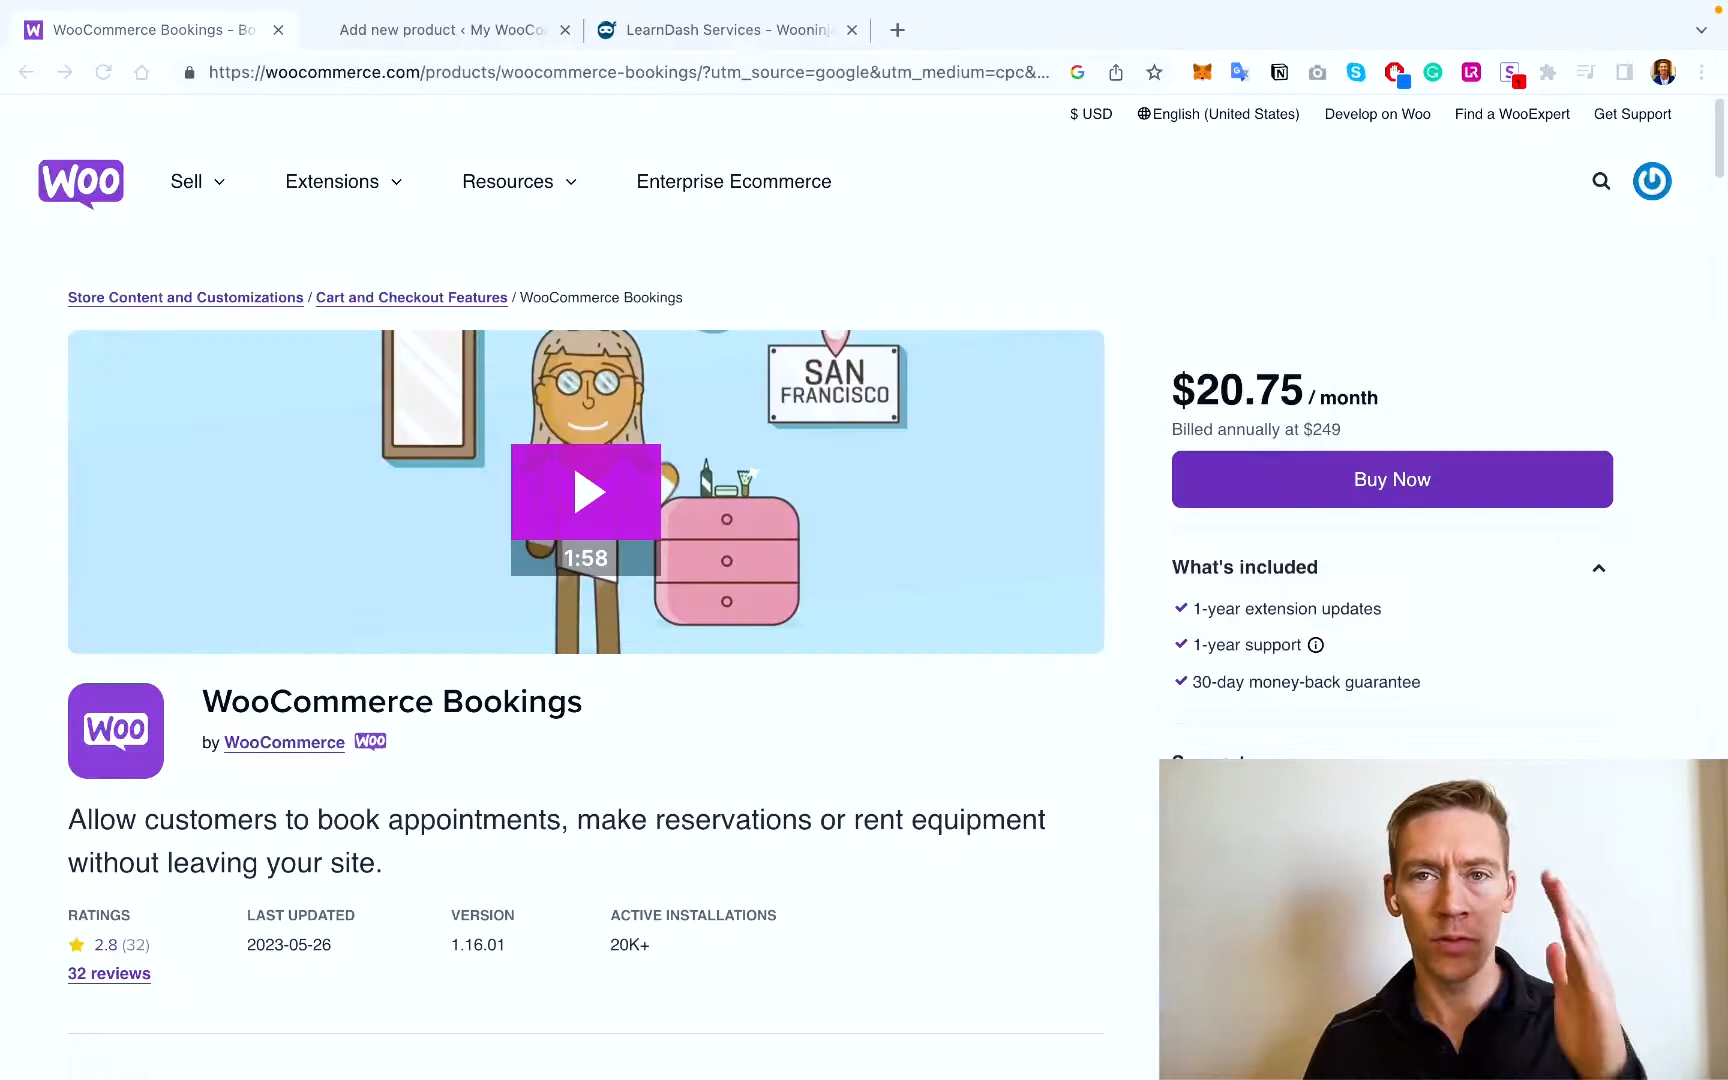 WooCommerce Bookings - Bo
Add new product ‹ My WooCo
LearnDash Services - Wooninj
https://woocommerce.com/products/woocommerce-bookings/?utm_source=google&utm_medium=cpc&...
$ USD
English (United States)
Develop on Woo
Find a WooExpert
Get Support
WOO
Sell
Extensions
Resources
Enterprise Ecommerce
Store Content and Customizations / Cart and Checkout Features / WooCommerce Bookings
SAN
FRANCISCO
1:58
$20.75 / month
Billed annually at $249
Buy Now
What's included
1-year extension updates
1-year support
30-day money-back guarantee
WOO
WooCommerce Bookings
by WooCommerce WOO
Allow customers to book appointments, make reservations or rent equipment
without leaving your site.
RATINGS
LAST UPDATED
VERSION
ACTIVE INSTALLATIONS
2.8 (32)
2023-05-26
1.16.01
20K+
32 reviews